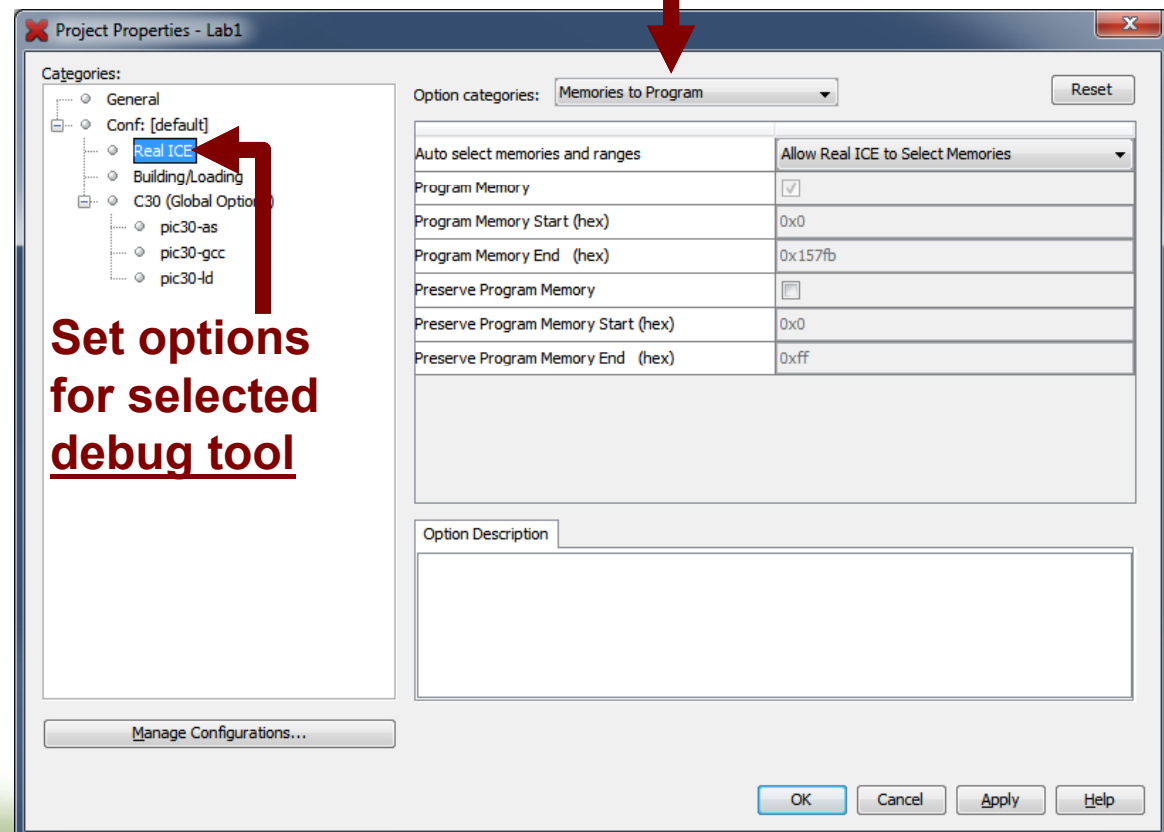 Project Properties - Lab1
Categories:
General
Conf: [default]
Real ICE
Building/Loading
C30 (Global Optio
pic30-as
pic30-gcc
pic30-ld
Set options
for selected
debug tool
Manage Configurations...
Option categories: Memories to Program Reset
Auto select memories and ranges Allow Real ICE to Select Memories
Program Memory
Program Memory Start (hex) 0x0
Program Memory End (hex) 0x157fb
Preserve Program Memory
Preserve Program Memory Start (hex) 0x0
Preserve Program Memory End (hex) 0xff
Option Description
OK Cancel Apply Help